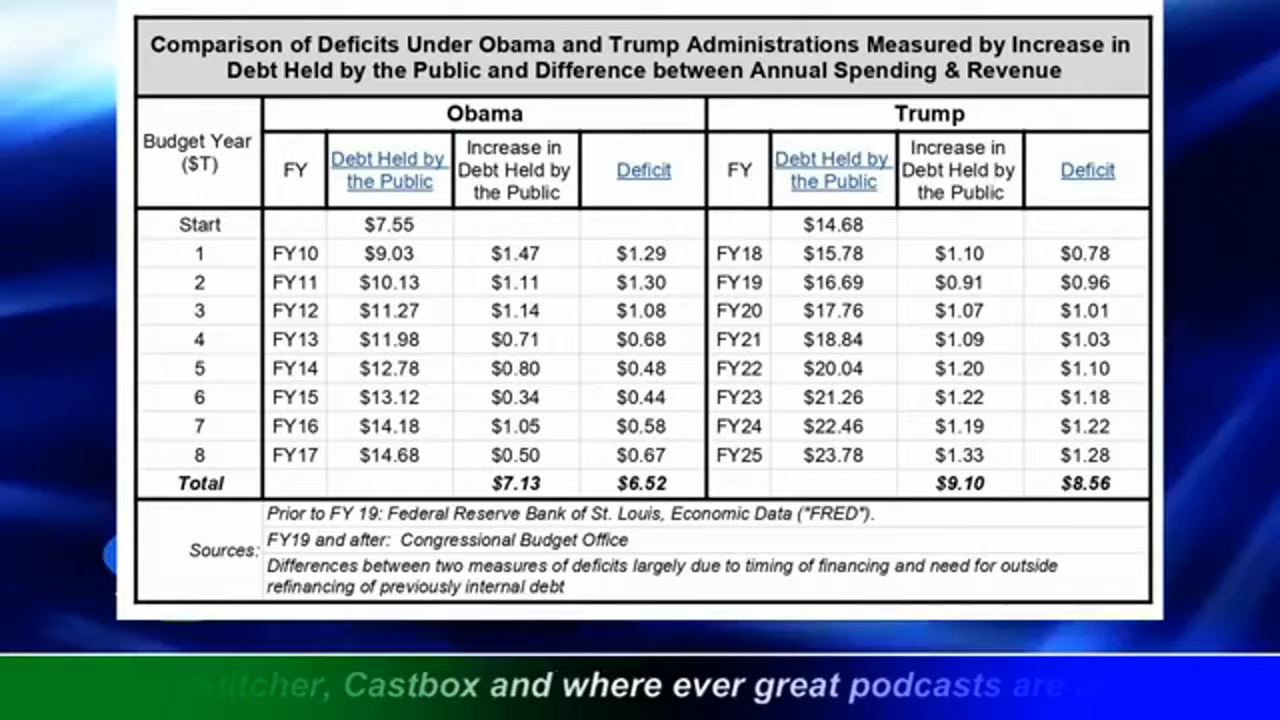 Comparison of Deficits Under Obama and Trump Administrations Measured by Increase in
Debt Held by the Public and Difference between Annual Spending & Revenue
Budget Year
($T)
Obama
Trump
FY
Debt Held by
the Public
Increase in
Debt Held by
the Public
Deficit
FY
Debt Held by
the Public
Increase in
Debt Held by
the Public
Deficit
Start $7.55 $14.68
1 FY10 $9.03 $1.47 $1.29 FY18 $15.78 $1.10 $0.78
2 FY11 $10.13 $1.11 $1.30 FY19 $16.69 $0.91 $0.96
3 FY12 $11.27 $1.14 $1.08 FY20 $17.76 $1.07 $1.01
4 FY13 $11.98 $0.71 $0.68 FY21 $18.84 $1.09 $1.03
5 FY14 $12.78 $0.80 $0.48 FY22 $20.04 $1.20 $1.10
6 FY15 $13.12 $0.34 $0.44 FY23 $21.26 $1.22 $1.18
7 FY16 $14.18 $1.05 $0.58 FY24 $22.46 $1.19 $1.22
8 FY17 $14.68 $0.50 $0.67 FY25 $23.78 $1.33 $1.28
Total $7.13 $6.52 $9.10 $8.56
Sources:
Prior to FY 19: Federal Reserve Bank of St. Louis, Economic Data ("FRED").
FY19 and after: Congressional Budget Office
Differences between two measures of deficits largely due to timing of financing and need for outside
refinancing of previously internal debt
Stitcher, Castbox and where ever great podcasts are